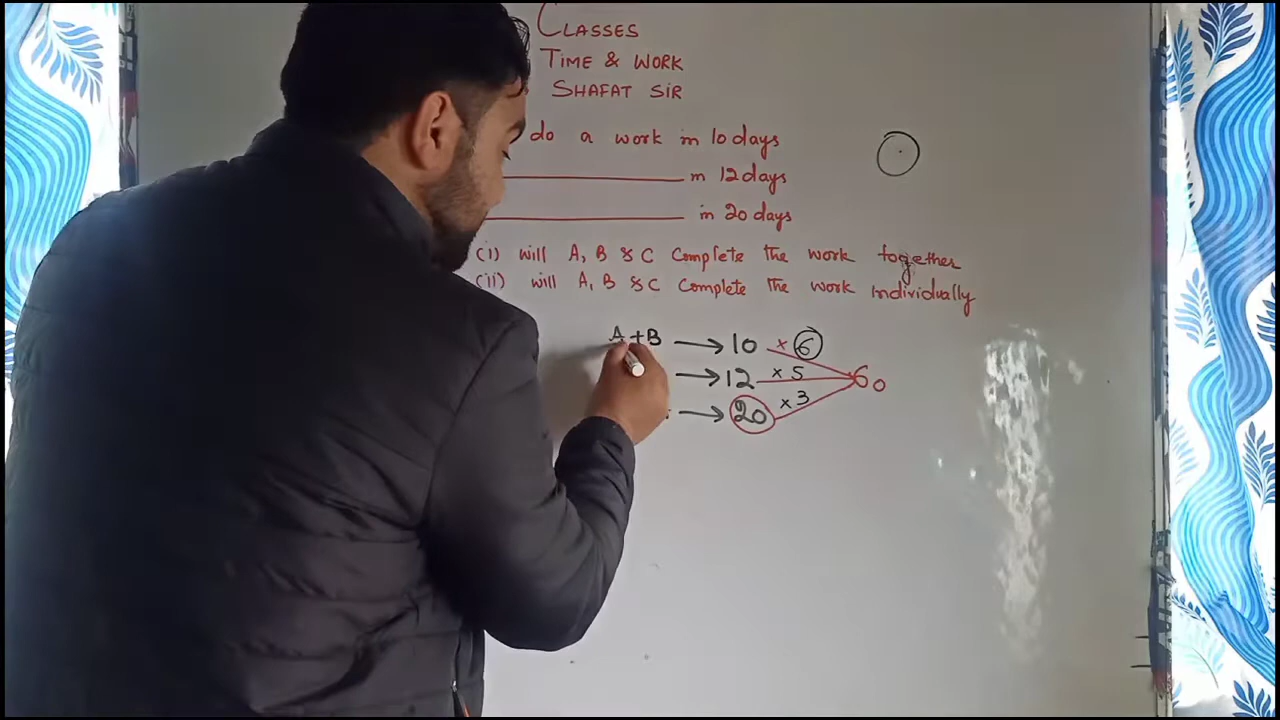 CLASSES
TIME & WORK
SHAFAT SIR
do a work in 10 days
in 12 days
in 20 days
(i) will A, B & C Complete the work together
(ii) will A, B & C Complete the work individually
A+B → 10 × 6
→ 12 × 5 60
→ 20 × 3